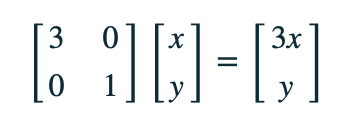 [3 0] [x] = [3x]
[0 1] [y] [y]